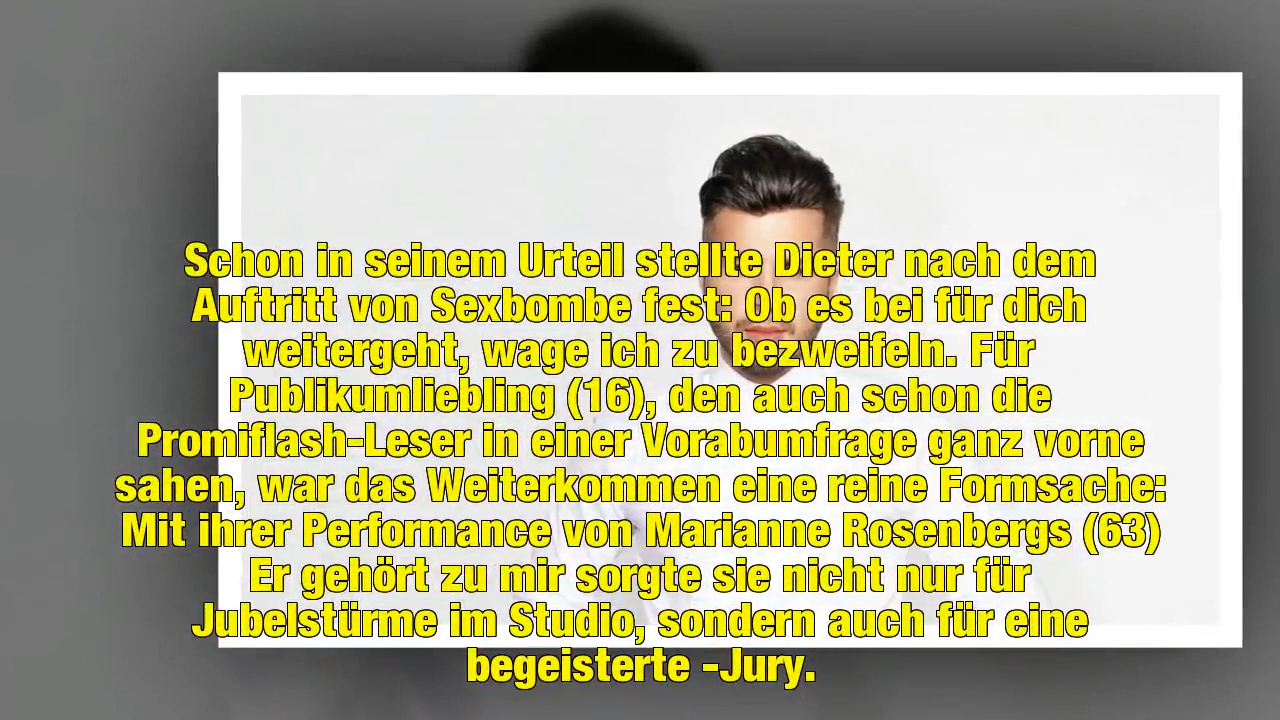 Schon in seinem Urteil stellte Dieter nach dem
Auftritt von Sexbombe fest: Ob es bei für dich
weitergeht, wage ich zu bezweifeln. Für
Publikumliebling (16), den auch schon die
Promiflash-Leser in einer Vorabumfrage ganz vorne
sahen, war das Weiterkommen eine reine Formsache:
Mit ihrer Performance von Marianne Rosenbergs (63)
Er gehört zu mir sorgte sie nicht nur für
Jubelstürme im Studio, sondern auch für eine
begeisterte -Jury.